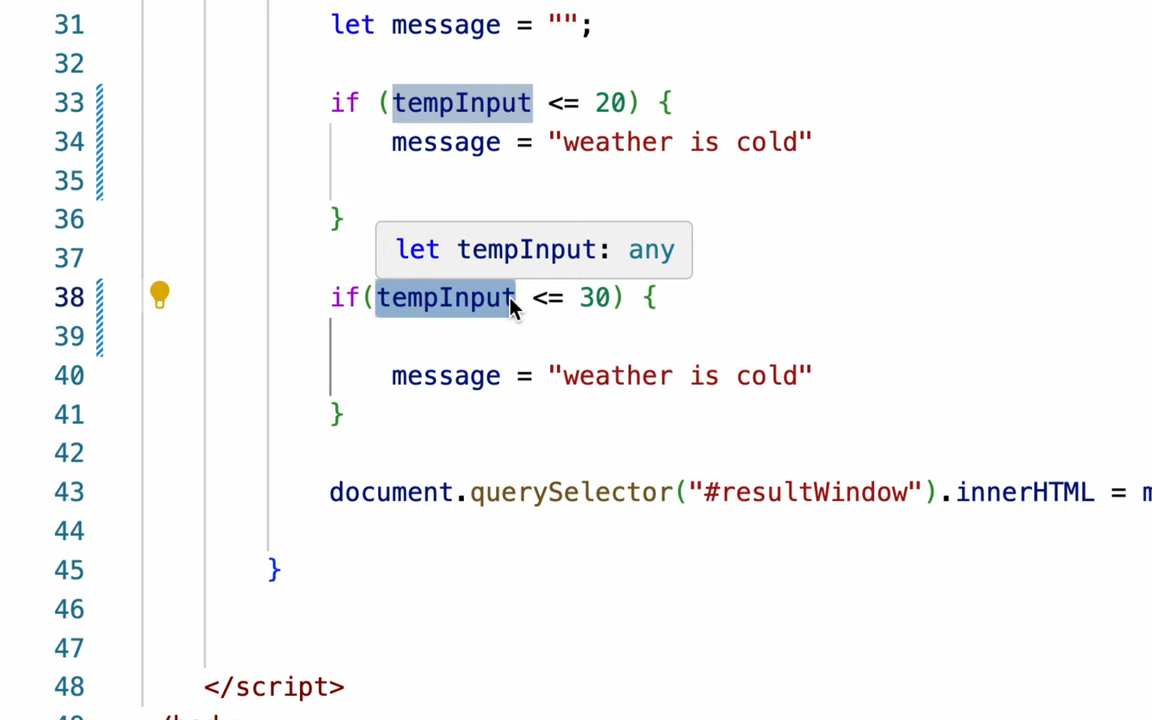 31 let message = "";
32
33 if (tempInput <= 20) {
34 message = "weather is cold"
35
36 }
37 let tempInput: any
38 if(tempInput <= 30) {
39
40 message = "weather is cold"
41 }
42
43 document.querySelector("#resultWindow").innerHTML =
44
45 }
46
47
48 </script>